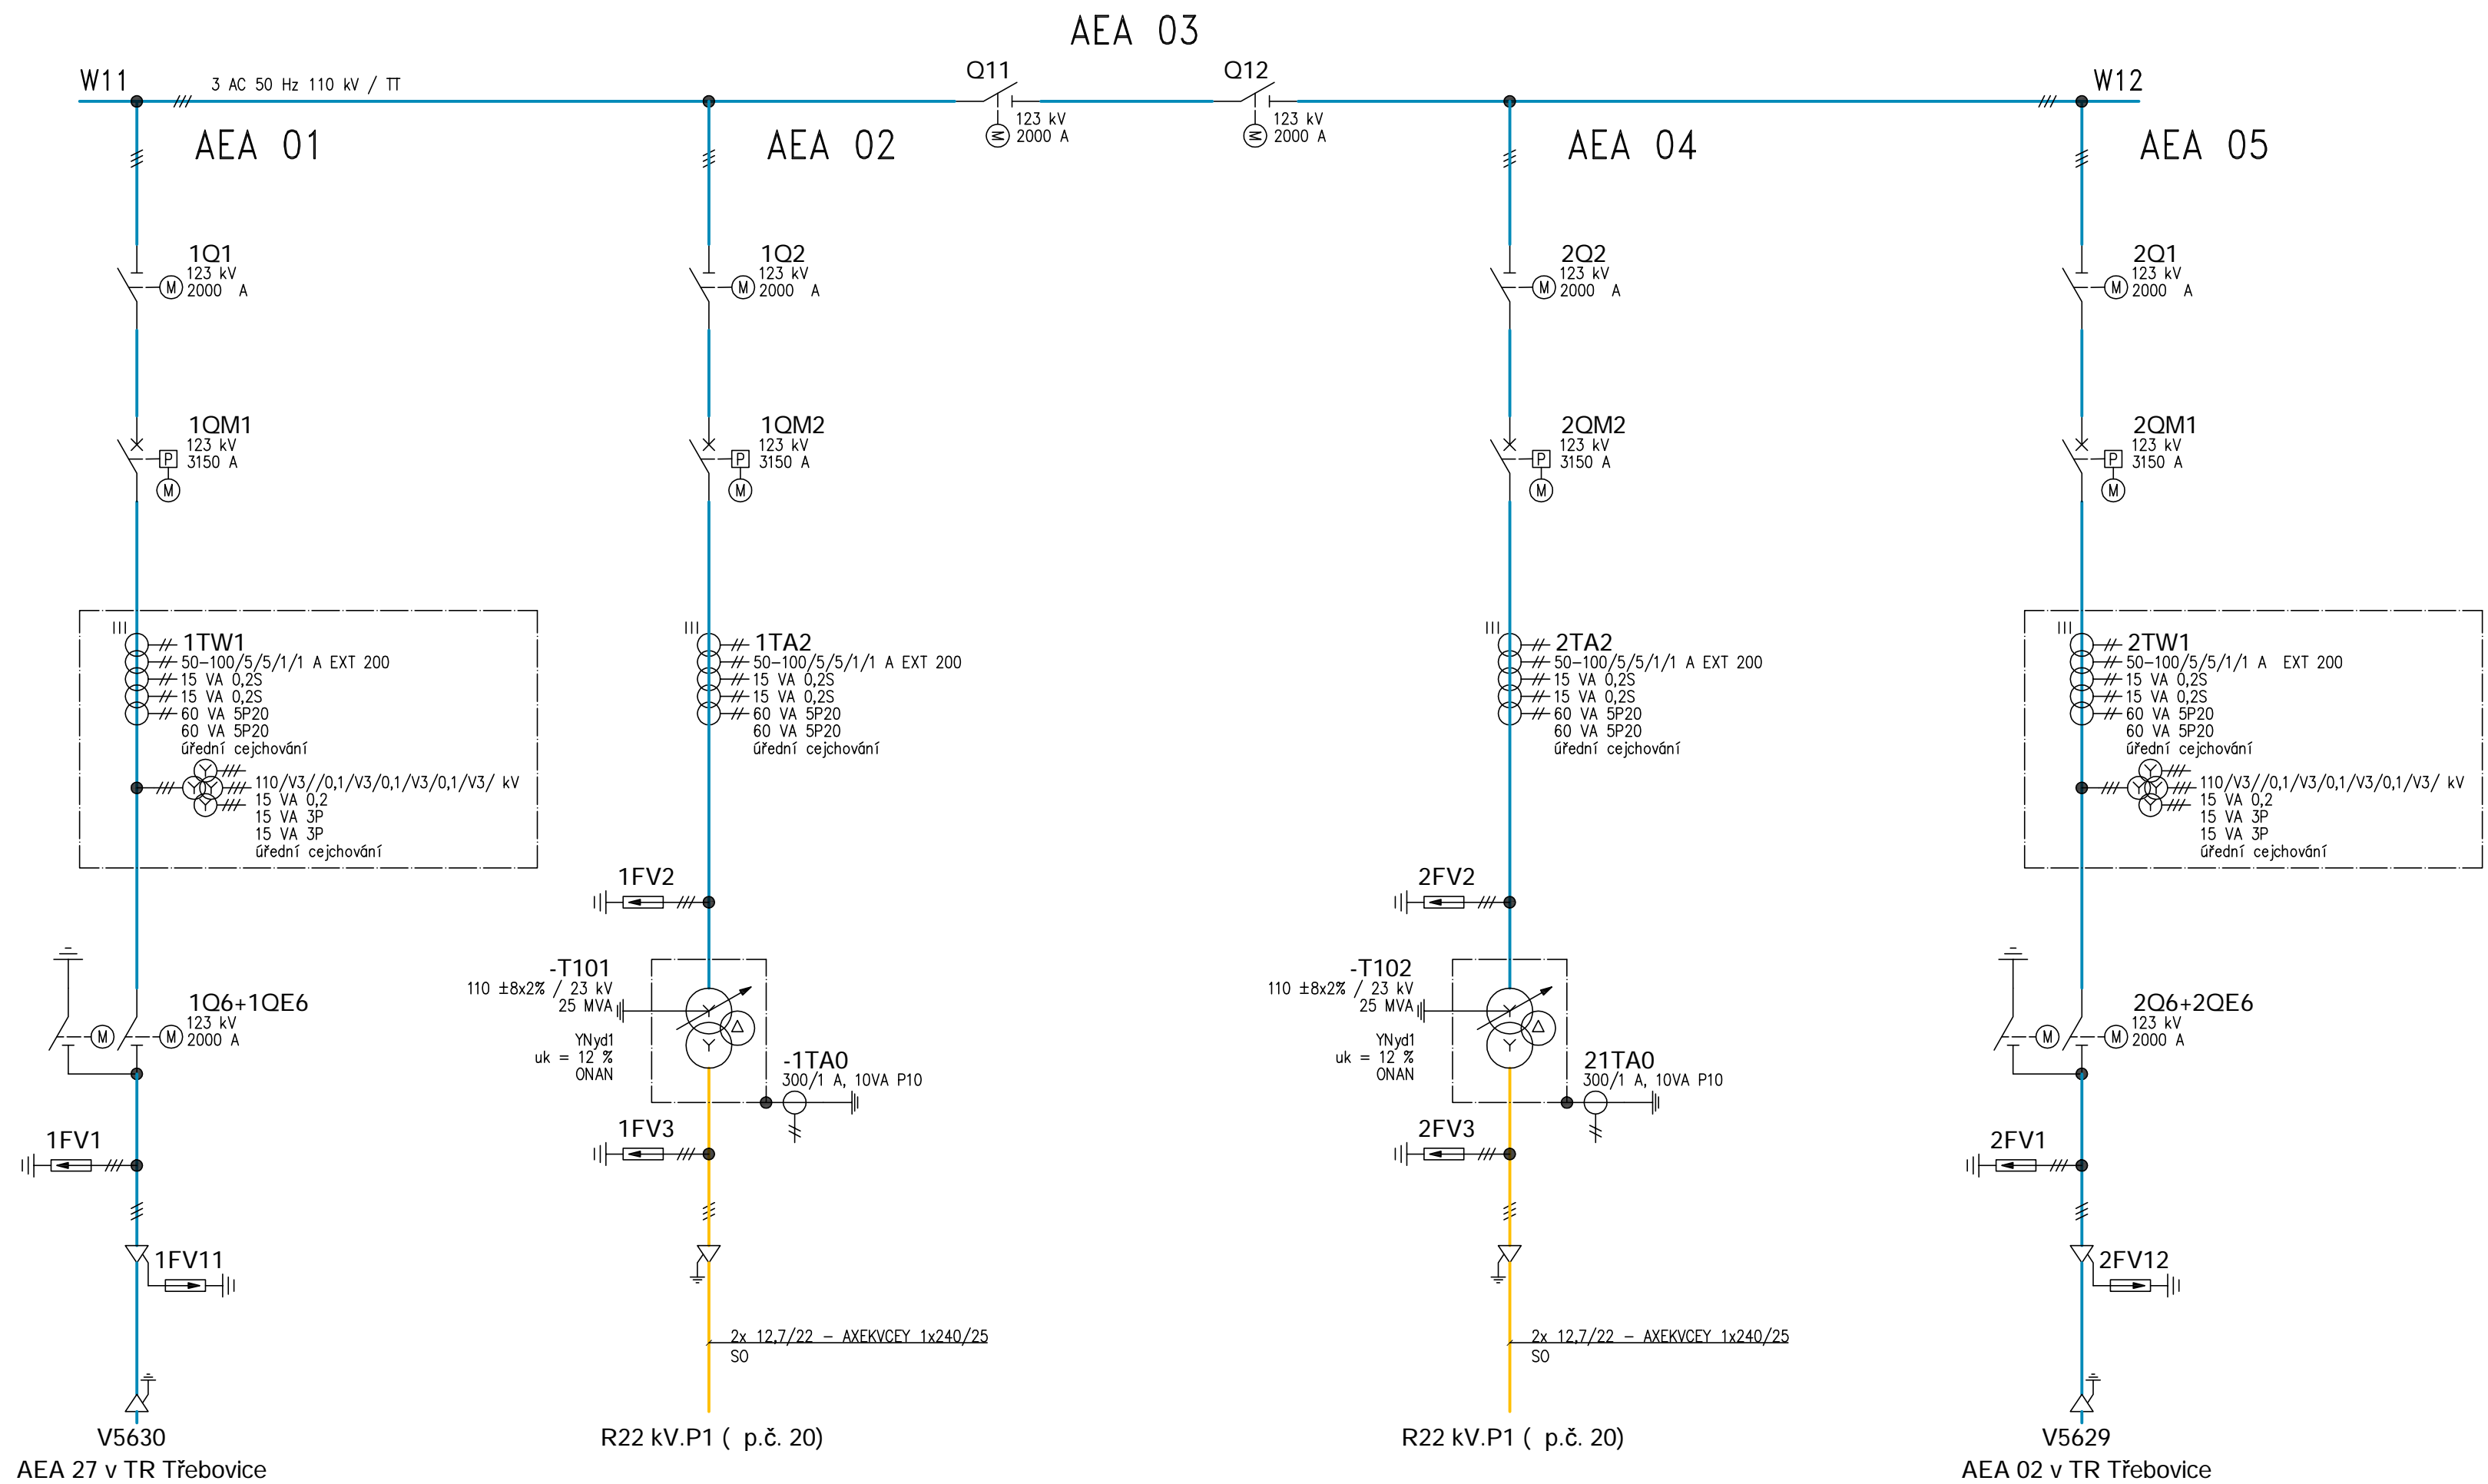 AEA 03
W11
3 AC 50 Hz 110 kV / TT
Q11
123 kV
2000 A
M
Q12
123 kV
2000 A
M
W12
AEA 01
AEA 02
AEA 04
AEA 05
1Q1
123 kV
2000 A
M
1Q2
123 kV
2000 A
M
2Q2
123 kV
2000 A
M
2Q1
123 kV
2000 A
M
1QM1
123 kV
3150 A
P
M
1QM2
123 kV
3150 A
P
M
2QM2
123 kV
3150 A
P
M
2QM1
123 kV
3150 A
P
M
1TW1
50-100/5/5/1/1 A EXT 200
15 VA 0,2S
15 VA 0,2S
60 VA 5P20
60 VA 5P20
úřední cejchování
110/V3//0,1/V3/0,1/V3/0,1/V3/ kV
15 VA 0,2
15 VA 3P
15 VA 3P
úřední cejchování
1TA2
50-100/5/5/1/1 A EXT 200
15 VA 0,2S
15 VA 0,2S
60 VA 5P20
60 VA 5P20
úřední cejchování
2TA2
50-100/5/5/1/1 A EXT 200
15 VA 0,2S
15 VA 0,2S
60 VA 5P20
60 VA 5P20
úřední cejchování
2TW1
50-100/5/5/1/1 A EXT 200
15 VA 0,2S
15 VA 0,2S
60 VA 5P20
60 VA 5P20
úřední cejchování
110/V3//0,1/V3/0,1/V3/0,1/V3/ kV
15 VA 0,2
15 VA 3P
15 VA 3P
úřední cejchování
1FV2
2FV2
1Q6+1QE6
123 kV
2000 A
M
M
-T101
110 ±8x2% / 23 kV
25 MVA
YNyd1
uk = 12 %
ONAN
-1TA0
300/1 A, 10VA P10
-T102
110 ±8x2% / 23 kV
25 MVA
YNyd1
uk = 12 %
ONAN
21TA0
300/1 A, 10VA P10
2Q6+2QE6
123 kV
2000 A
M
M
1FV1
1FV3
2FV3
2FV1
1FV11
2FV12
2x 12,7/22 – AXEKVCEY 1x240/25
SO
2x 12,7/22 – AXEKVCEY 1x240/25
SO
V5630
AEA 27 v TR Třebovice
R22 kV.P1 ( p.č. 20)
R22 kV.P1 ( p.č. 20)
V5629
AEA 02 v TR Třebovice